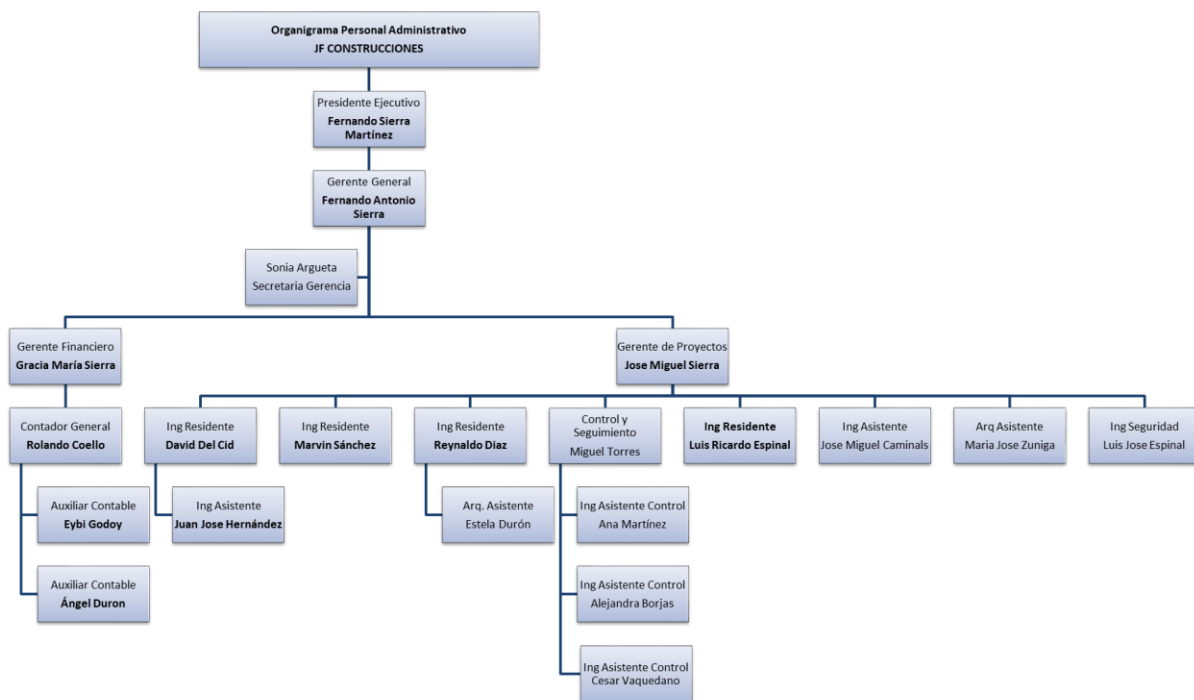 Organigrama Personal Administrativo
JF CONSTRUCCIONES
Presidente Ejecutivo
Fernando Sierra
Martínez
Gerente General
Fernando Antonio
Sierra
Sonia Argueta
Secretaria Gerencia
Gerente Financiero
Gracia María Sierra
Gerente de Proyectos
Jose Miguel Sierra
Contador General
Rolando Coello
Ing Residente
David Del Cid
Ing Residente
Marvin Sánchez
Ing Residente
Reynaldo Diaz
Control y
Seguimiento
Miguel Torres
Ing Residente
Luis Ricardo Espinal
Ing Asistente
Jose Miguel Caminals
Arq Asistente
Maria Jose Zuniga
Ing Seguridad
Luis Jose Espinal
Auxiliar Contable
Eybi Godoy
Ing Asistente
Juan Jose Hernández
Arq. Asistente
Estela Durón
Ing Asistente Control
Ana Martínez
Auxiliar Contable
Ángel Duron
Ing Asistente Control
Alejandra Borjas
Ing Asistente Control
Cesar Vaquedano